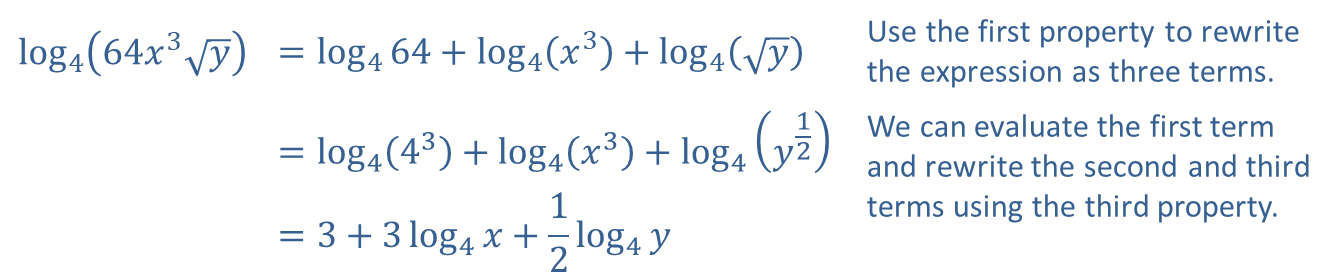 log₄(64x³√y) = log₄ 64 + log₄(x³) + log₄(√y)
Use the first property to rewrite
the expression as three terms.
= log₄(4³) + log₄(x³) + log₄(y^(1/2))
We can evaluate the first term
and rewrite the second and third
terms using the third property.
= 3 + 3 log₄ x + 1/2 log₄ y